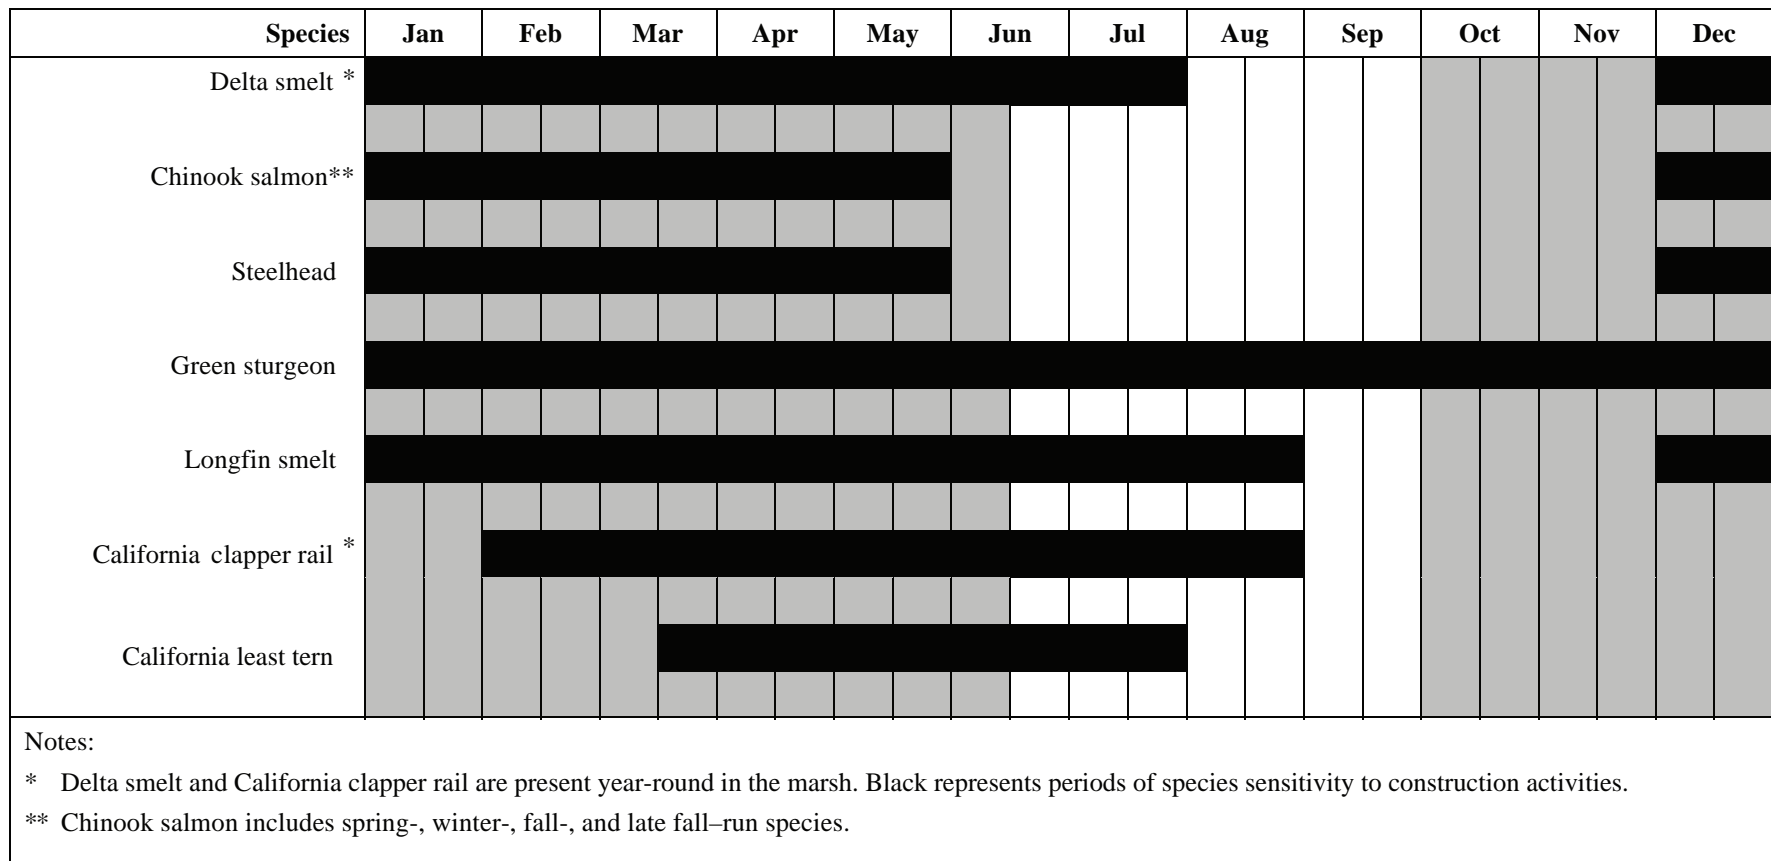 Species Jan Feb Mar Apr May Jun Jul Aug Sep Oct Nov Dec
Delta smelt *
Chinook salmon**
Steelhead
Green sturgeon
Longfin smelt
California clapper rail *
California least tern
Notes:
* Delta smelt and California clapper rail are present year-round in the marsh. Black represents periods of species sensitivity to construction activities.
** Chinook salmon includes spring-, winter-, fall-, and late fall–run species.